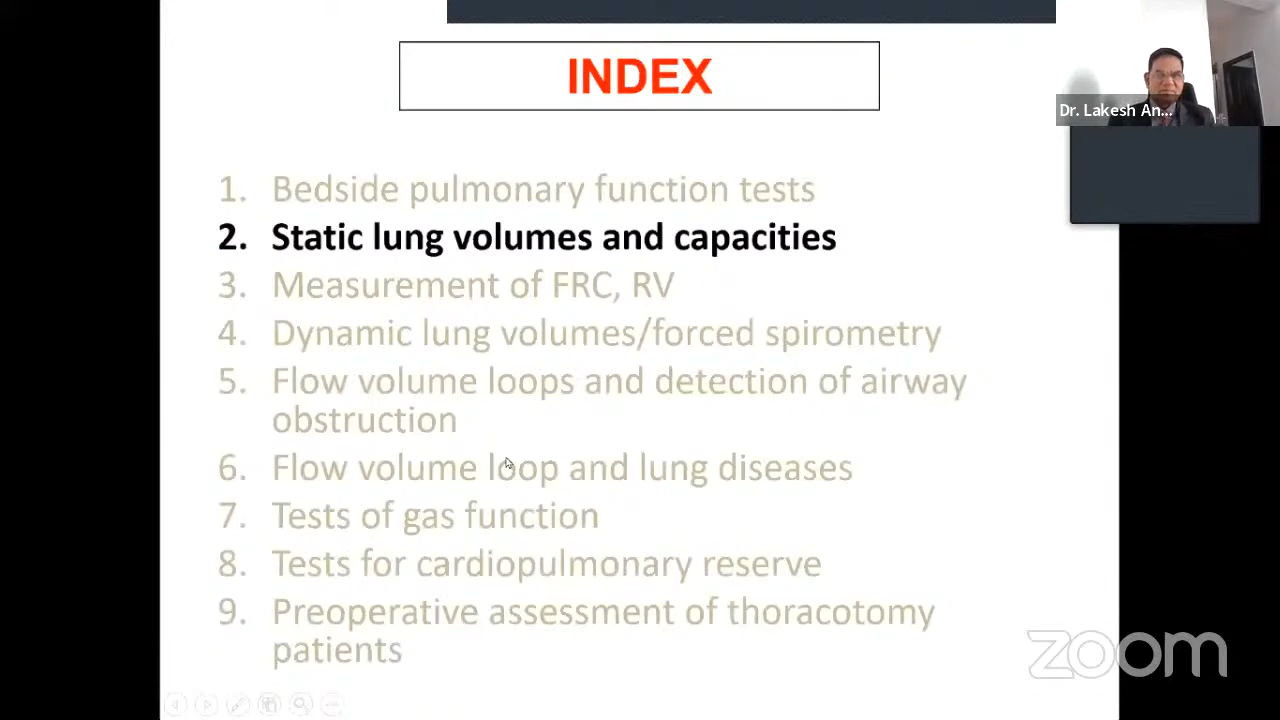 INDEX
Dr. Lakesh An...
1. Bedside pulmonary function tests
2. Static lung volumes and capacities
3. Measurement of FRC, RV
4. Dynamic lung volumes/forced spirometry
5. Flow volume loops and detection of airway
obstruction
6. Flow volume loop and lung diseases
7. Tests of gas function
8. Tests for cardiopulmonary reserve
9. Preoperative assessment of thoracotomy
patients
zoom